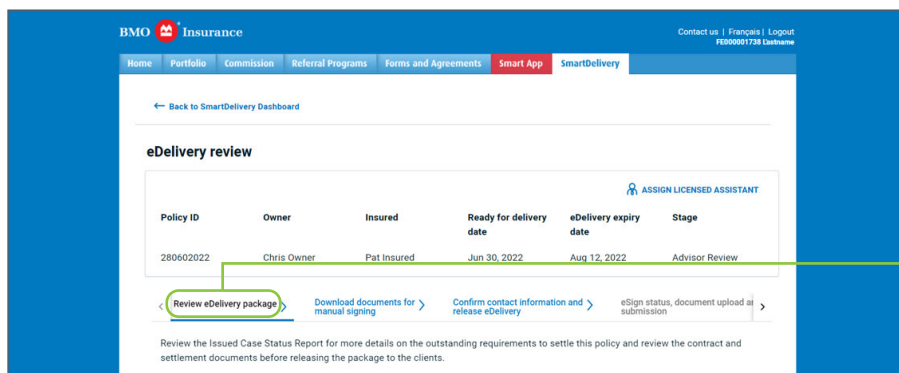 BMO Insurance
Contact us | Français | Logout
FE000001738 Lastname
Home Portfolio Commission Referral Programs Forms and Agreements Smart App SmartDelivery
← Back to SmartDelivery Dashboard
eDelivery review
ASSIGN LICENSED ASSISTANT
Policy ID Owner Insured Ready for delivery date eDelivery expiry date Stage
280602022 Chris Owner Pat Insured Jun 30, 2022 Aug 12, 2022 Advisor Review
Review eDelivery package
Download documents for
manual signing
Confirm contact information and
release eDelivery
eSign status, document upload
submission
Review the Issued Case Status Report for more details on the outstanding requirements to settle this policy and review the contract and
settlement documents before releasing the package to the clients.